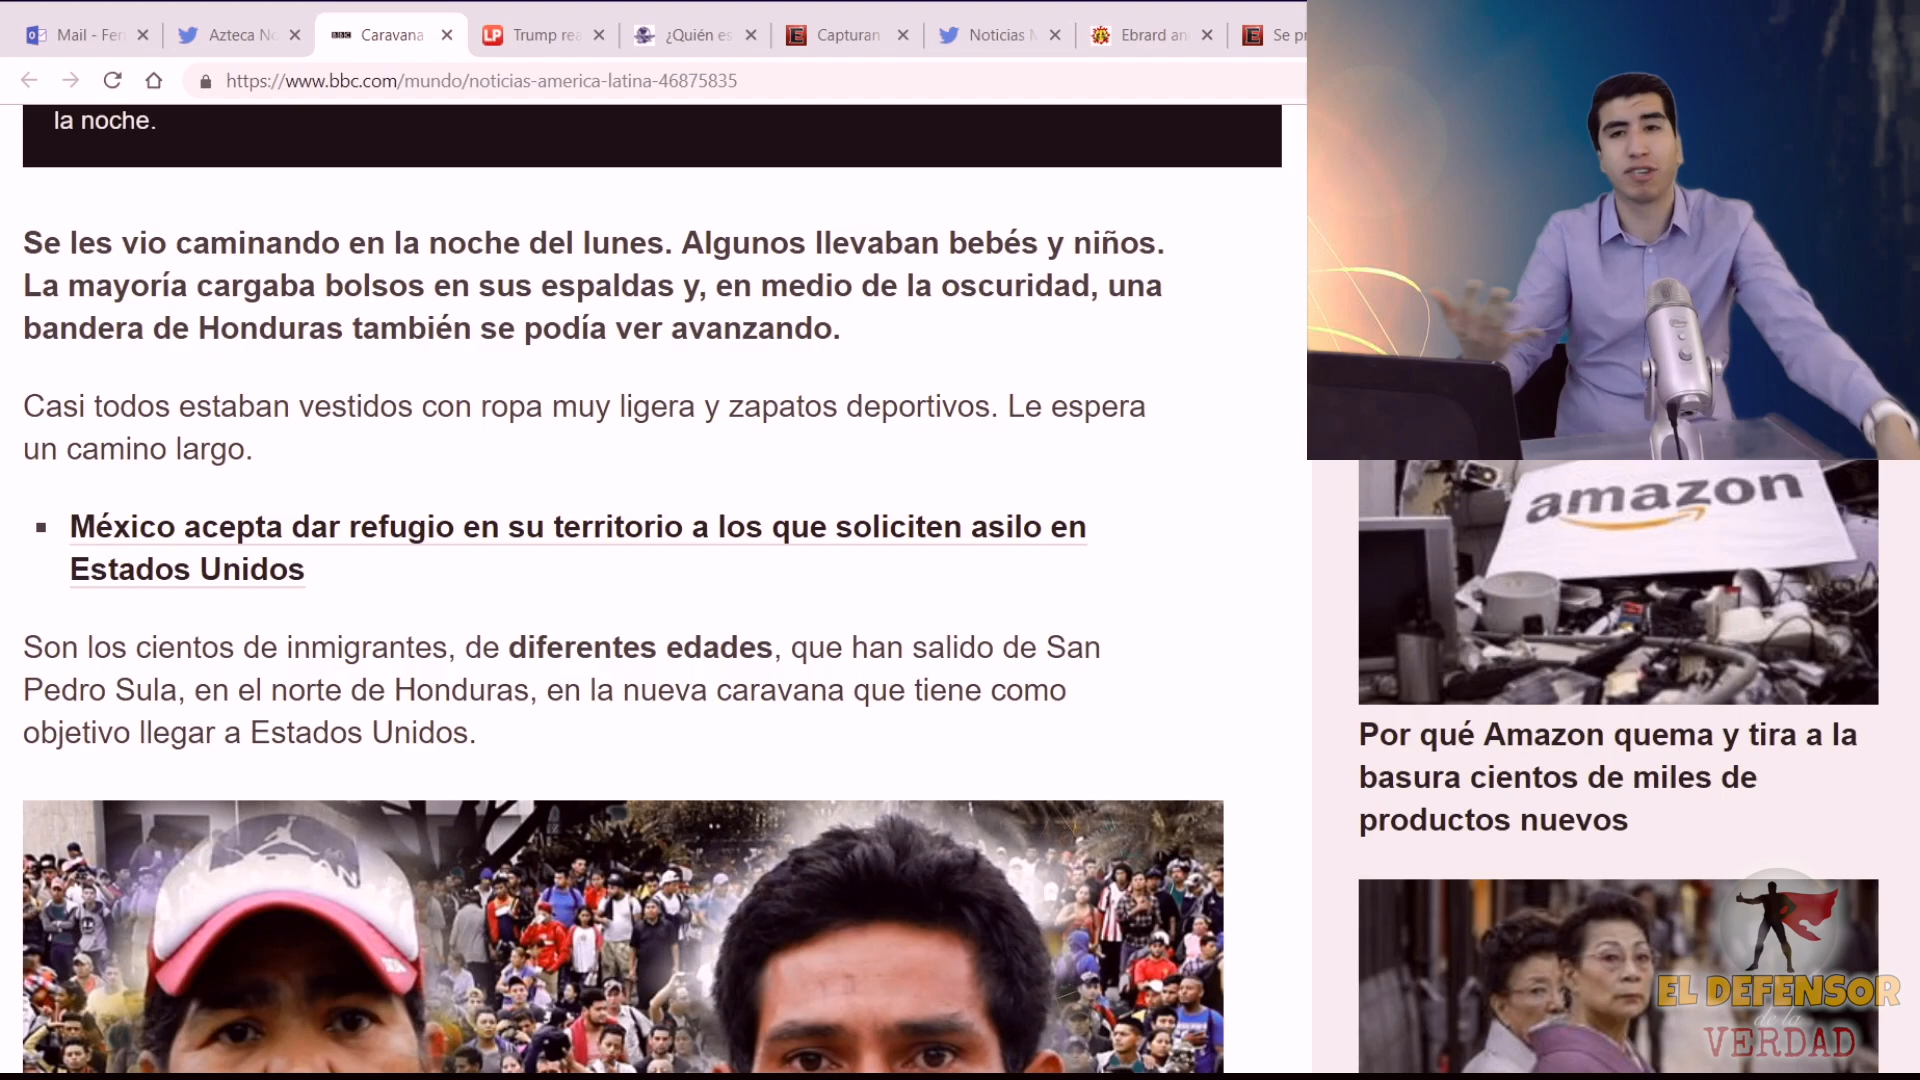 Mail - Fer
Azteca No
BBC
Caravana
LP
Trump rea
¿Quién es
E
Capturan
Noticias M
Ebrard an
E
Se pr
https://www.bbc.com/mundo/noticias-america-latina-46875835
la noche.
Se les vio caminando en la noche del lunes. Algunos llevaban bebés y niños.
La mayoría cargaba bolsos en sus espaldas y, en medio de la oscuridad, una
bandera de Honduras también se podía ver avanzando.
Casi todos estaban vestidos con ropa muy ligera y zapatos deportivos. Le espera
un camino largo.
México acepta dar refugio en su territorio a los que soliciten asilo en
Estados Unidos
Son los cientos de inmigrantes, de diferentes edades, que han salido de San
Pedro Sula, en el norte de Honduras, en la nueva caravana que tiene como
objetivo llegar a Estados Unidos.
amazon
Por qué Amazon quema y tira a la
basura cientos de miles de
productos nuevos
EL DEFENSOR
de la
VERDAD